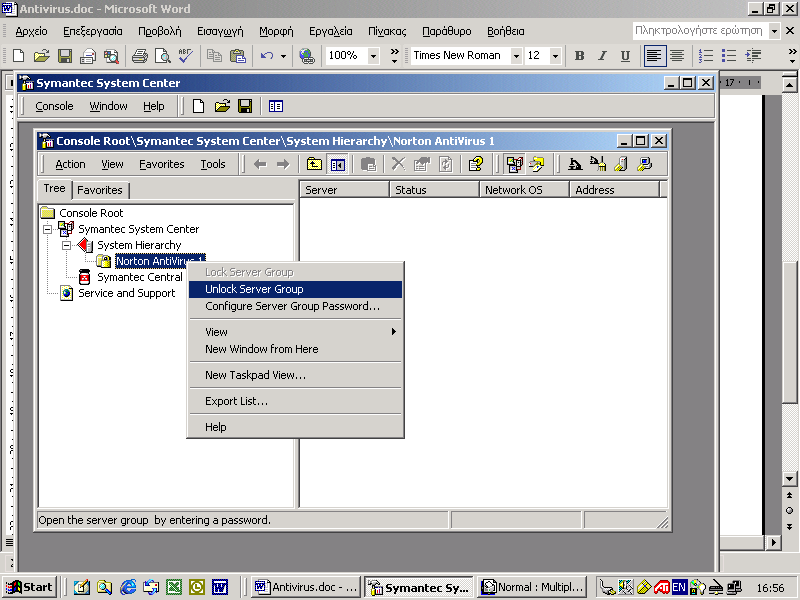 Antivirus.doc - Microsoft Word
Αρχείο Επεξεργασία Προβολή Εισαγωγή Μορφή Εργαλεία Πίνακας Παράθυρο Βοήθεια Πληκτρολογήστε ερώτηση
100% Times New Roman 12 B I U
17
Symantec System Center
Console Window Help
Console Root\Symantec System Center\System Hierarchy\Norton AntiVirus 1
Action View Favorites Tools
Tree Favorites
Server Status Network OS Address
Console Root
Symantec System Center
System Hierarchy
Norton AntiVirus 1
Symantec Central
Service and Support
Lock Server Group
Unlock Server Group
Configure Server Group Password...
View
New Window from Here
New Taskpad View...
Export List...
Help
Open the server group by entering a password.
Start Antivirus.doc - ... Symantec Sy... Normal : Multipl... EN 16:56